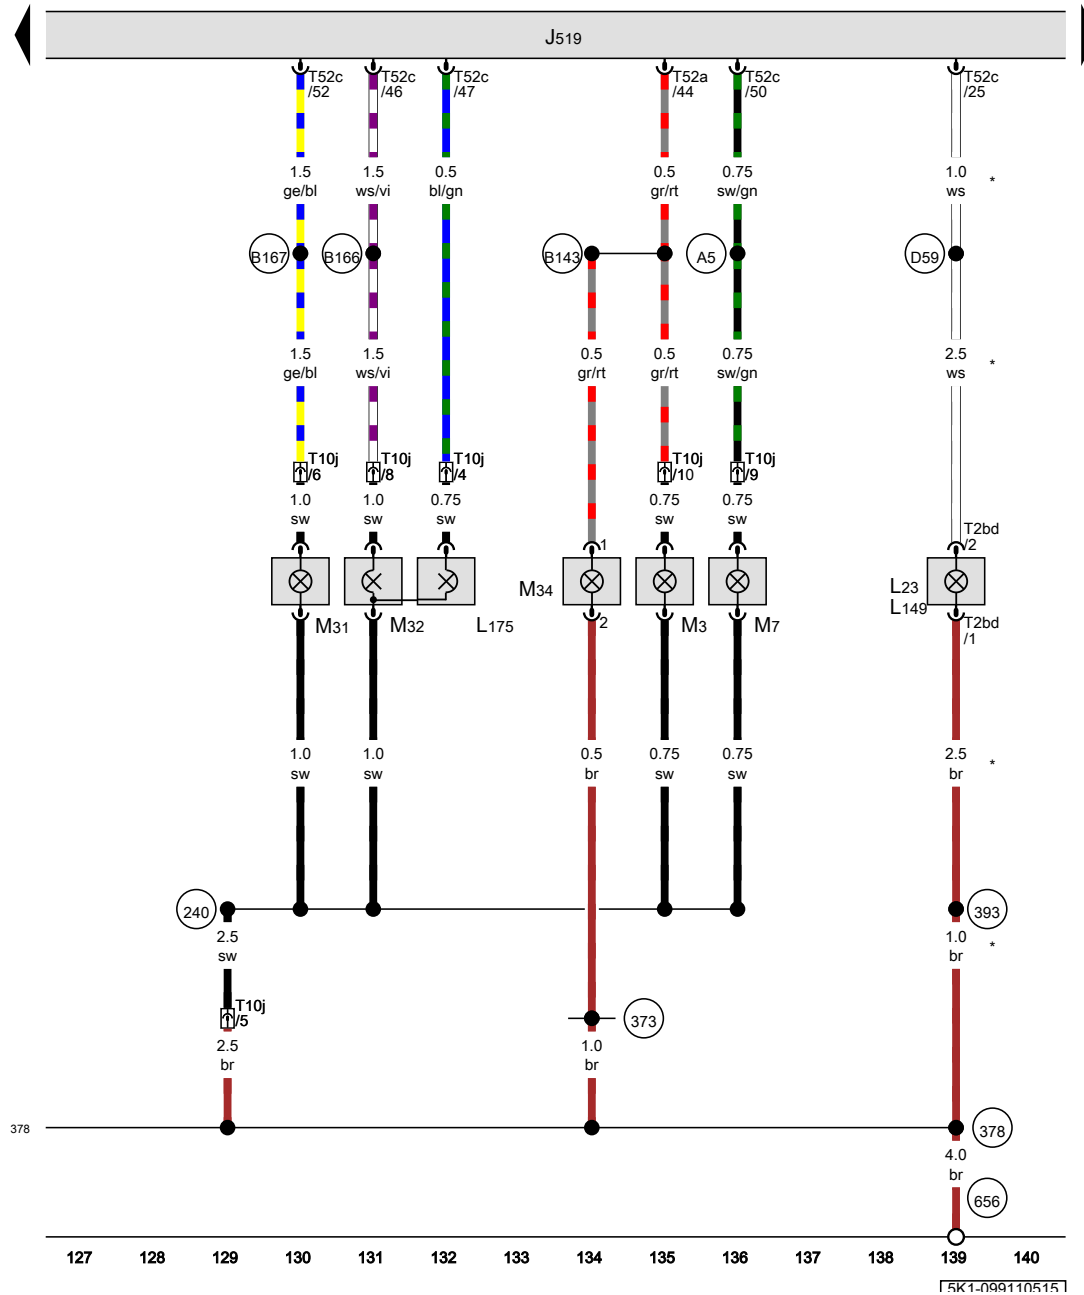 J519
T52c T52c T52c T52a T52c T52c
/52 /46 /47 /44 /50 /25
1.5 1.5 0.5 0.5 0.75 1.0 *
ge/bl ws/vi bl/gn gr/rt sw/gn ws
B167 B166 B143 A5 D59
1.5 1.5 0.5 0.5 0.75 2.5 *
ge/bl ws/vi gr/rt gr/rt sw/gn ws
T10j T10j T10j T10j T10j
/6 /8 /4 /10 /9
1.0 1.0 0.75 0.75 0.75
sw sw sw sw sw
T2bd
1 /2
M34 L23
L149
M31 M32 L175 2 M3 M7 T2bd
/1
1.0 1.0 0.5 0.75 0.75 2.5 *
sw sw br sw sw br
240 393
2.5 1.0 *
sw br
T10j
/5 373
2.5 1.0
br br
378 378
4.0
br
656
127 128 129 130 131 132 133 134 135 136 137 138 139 140
5K1-099110515